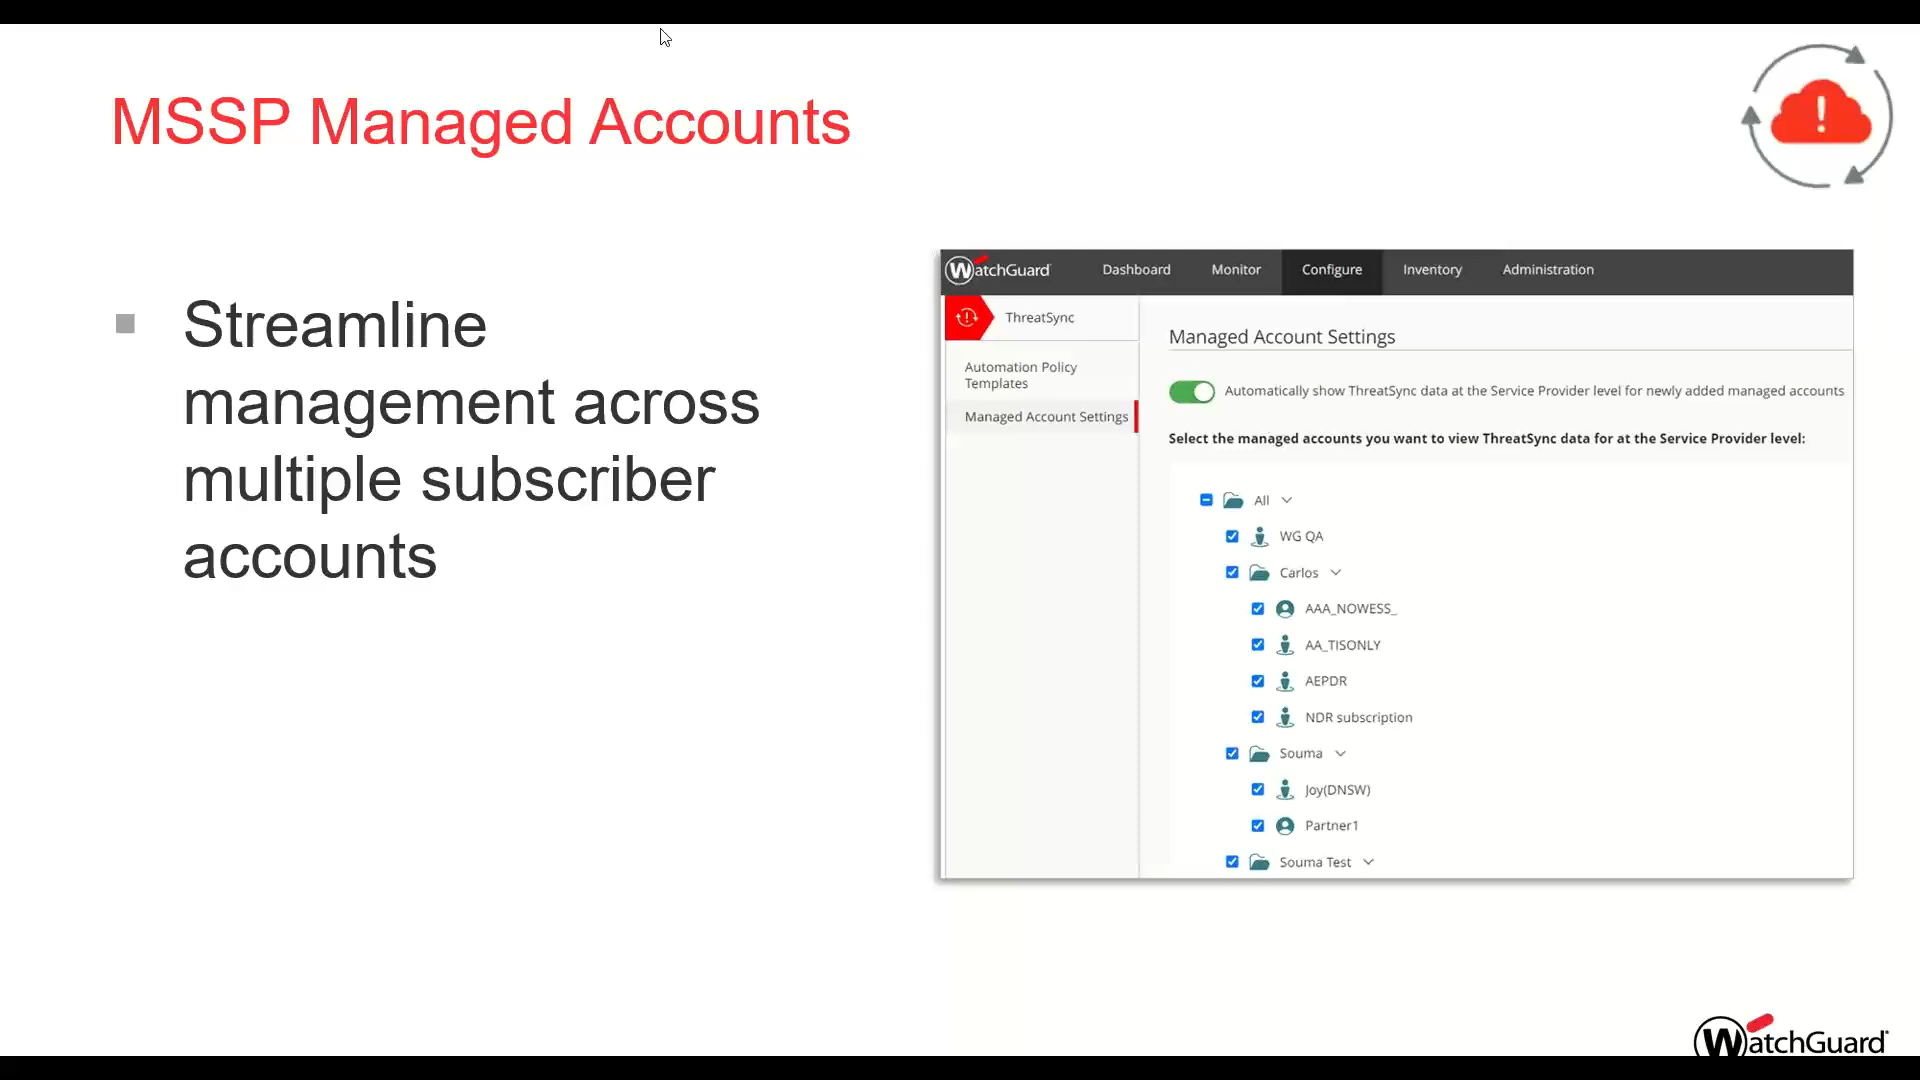 MSSP Managed Accounts
Streamline
management across
multiple subscriber
accounts
WatchGuard Dashboard Monitor Configure Inventory Administration
ThreatSync
Automation Policy
Templates
Managed Account Settings
Managed Account Settings
Automatically show ThreatSync data at the Service Provider level for newly added managed accounts
Select the managed accounts you want to view ThreatSync data for at the Service Provider level:
All
WG QA
Carlos
AAA_NOWESS_
AA_TISONLY
AEPDR
NDR subscription
Souma
Joy(DNSW)
Partner1
Souma Test
WatchGuard